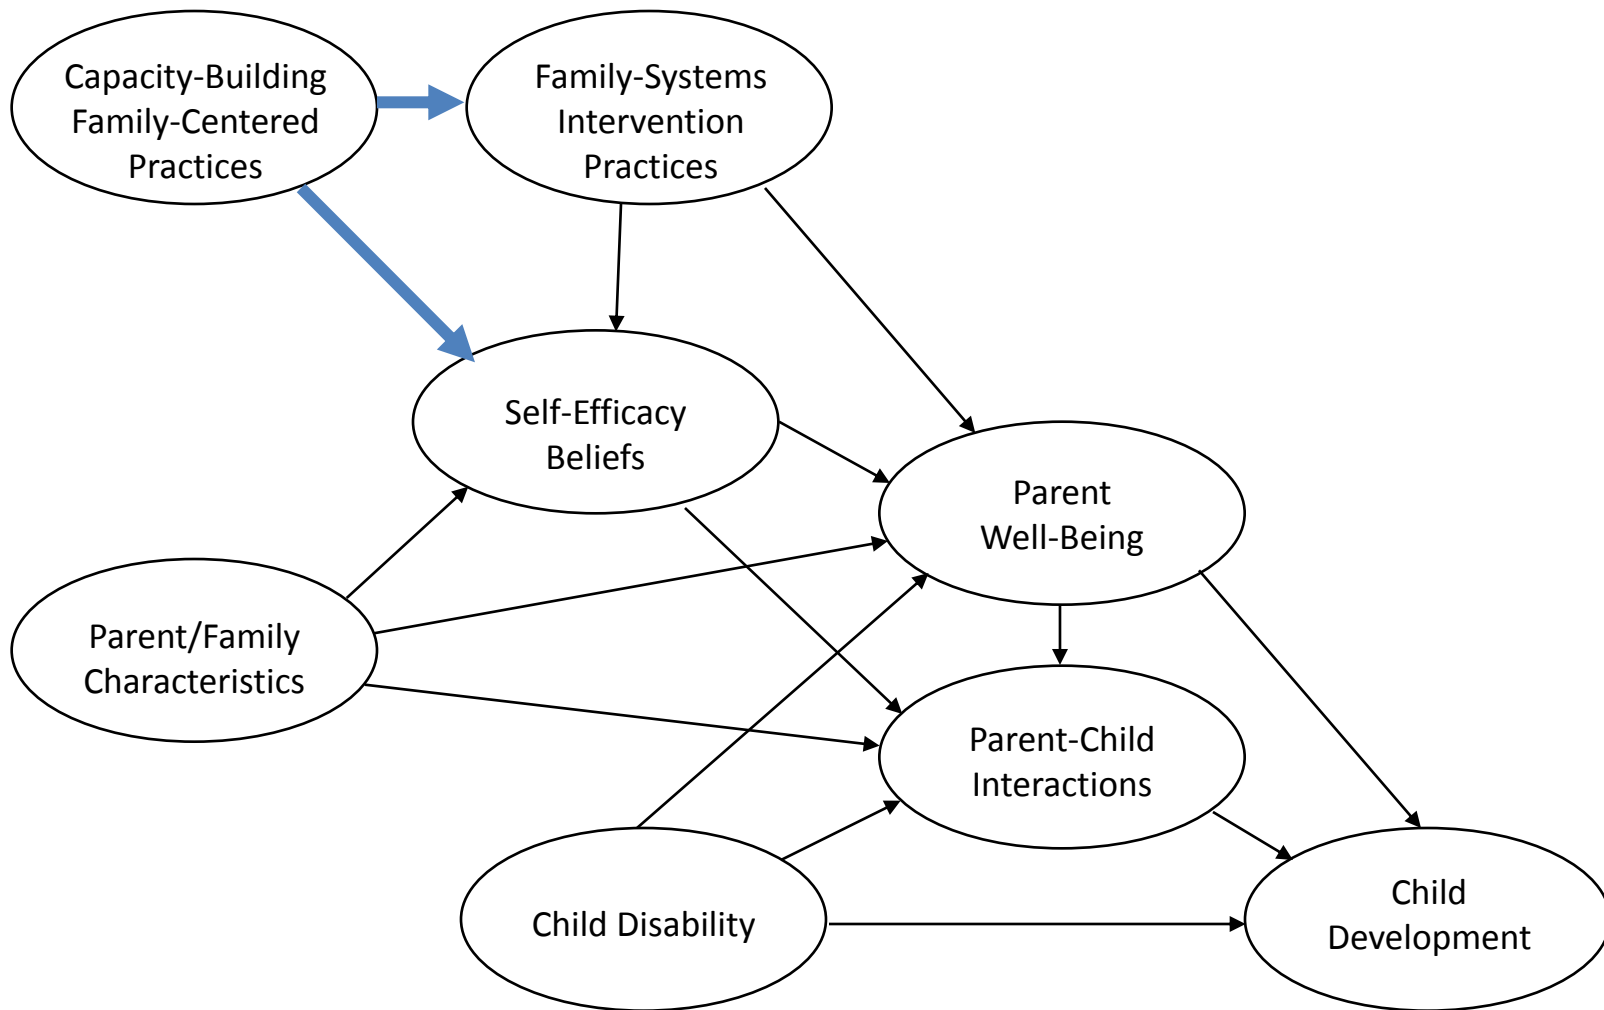 Capacity-Building
Family-Centered
Practices
Family-Systems
Intervention
Practices
Self-Efficacy
Beliefs
Parent
Well-Being
Parent/Family
Characteristics
Parent-Child
Interactions
Child Disability
Child
Development